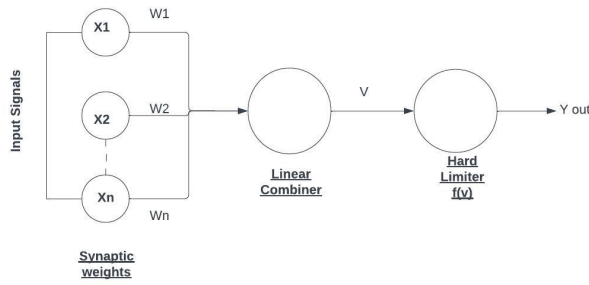 W1
X1
Input Signals
W2
X2
V
Y out
Xn
Wn
Linear
Combiner
Hard
Limiter
f(v)
Synaptic
weights